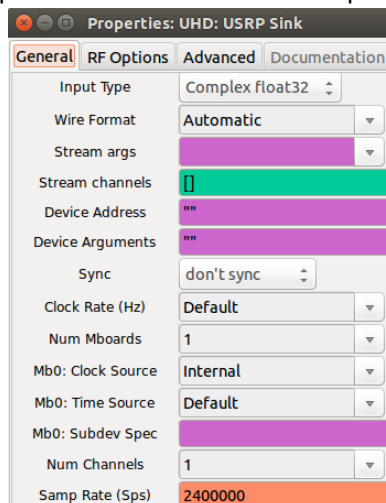 Properties: UHD: USRP Sink
General RF Options Advanced Documentation
Input Type Complex float32
Wire Format Automatic
Stream args
Stream channels []
Device Address ""
Device Arguments ""
Sync don't sync
Clock Rate (Hz) Default
Num Mboards 1
Mb0: Clock Source Internal
Mb0: Time Source Default
Mb0: Subdev Spec
Num Channels 1
Samp Rate (Sps) 2400000